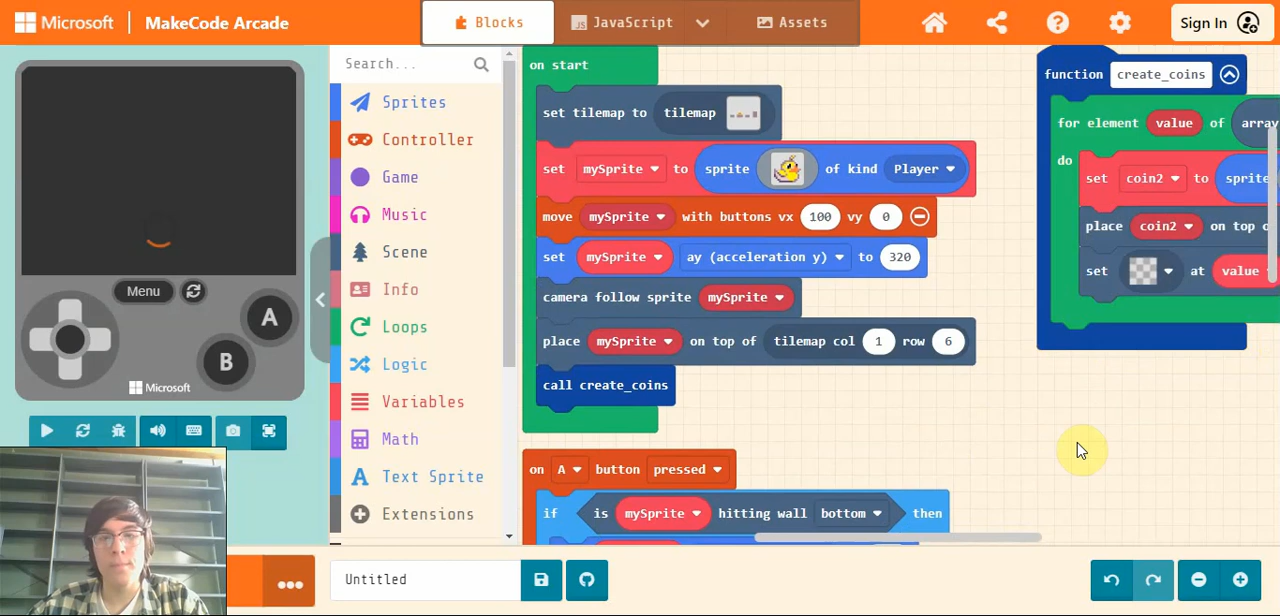 Microsoft
MakeCode Arcade
Blocks
JavaScript
Assets
Sign In
Menu
A
B
Microsoft
Search...
Sprites
Controller
Game
Music
Scene
Info
Loops
Logic
Variables
Math
Text Sprite
Extensions
on start
set tilemap to tilemap
set mySprite to sprite of kind Player
move mySprite with buttons vx 100 vy 0
set mySprite ay (acceleration y) to 320
camera follow sprite mySprite
place mySprite on top of tilemap col 1 row 6
call create_coins
on A button pressed
if is mySprite hitting wall bottom then
function create_coins
for element value of array
do
set coin2 to sprite
place coin2 on top
set at value
Untitled